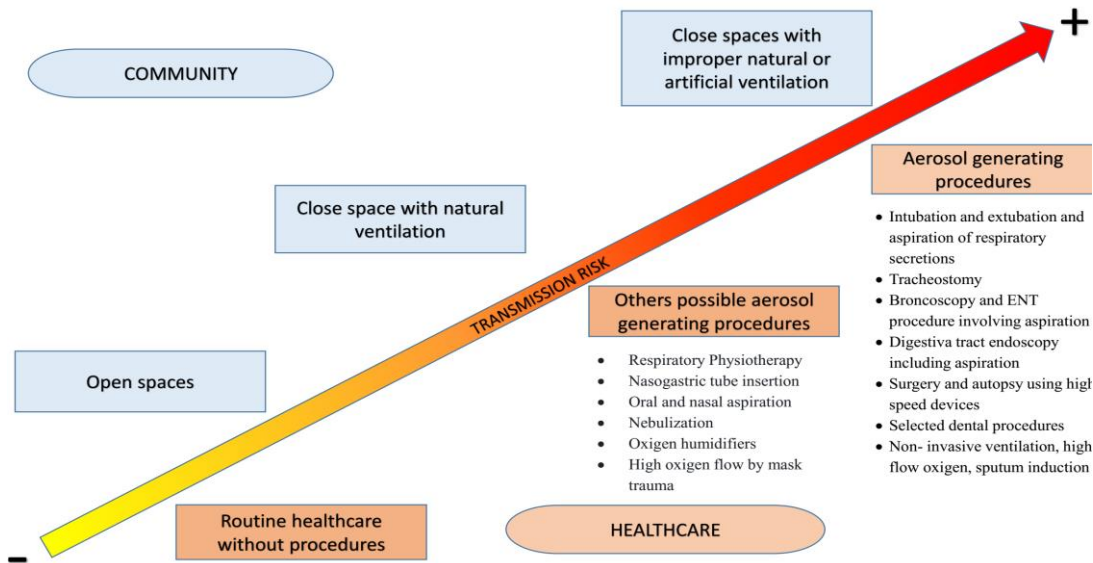 +
COMMUNITY
Close spaces with
improper natural or
artificial ventilation
Close space with natural
ventilation
Open spaces
TRANSMISSION RISK
Aerosol generating
procedures
• Intubation and extubation and
aspiration of respiratory
secretions
• Tracheostomy
• Broncoscopy and ENT
procedure involving aspiration
• Digestiva tract endoscopy
including aspiration
• Surgery and autopsy using high
speed devices
• Selected dental procedures
• Non- invasive ventilation, high
flow oxigen, sputum induction
Others possible aerosol
generating procedures
• Respiratory Physiotherapy
• Nasogastric tube insertion
• Oral and nasal aspiration
• Nebulization
• Oxigen humidifiers
• High oxigen flow by mask
trauma
Routine healthcare
without procedures
HEALTHCARE
-